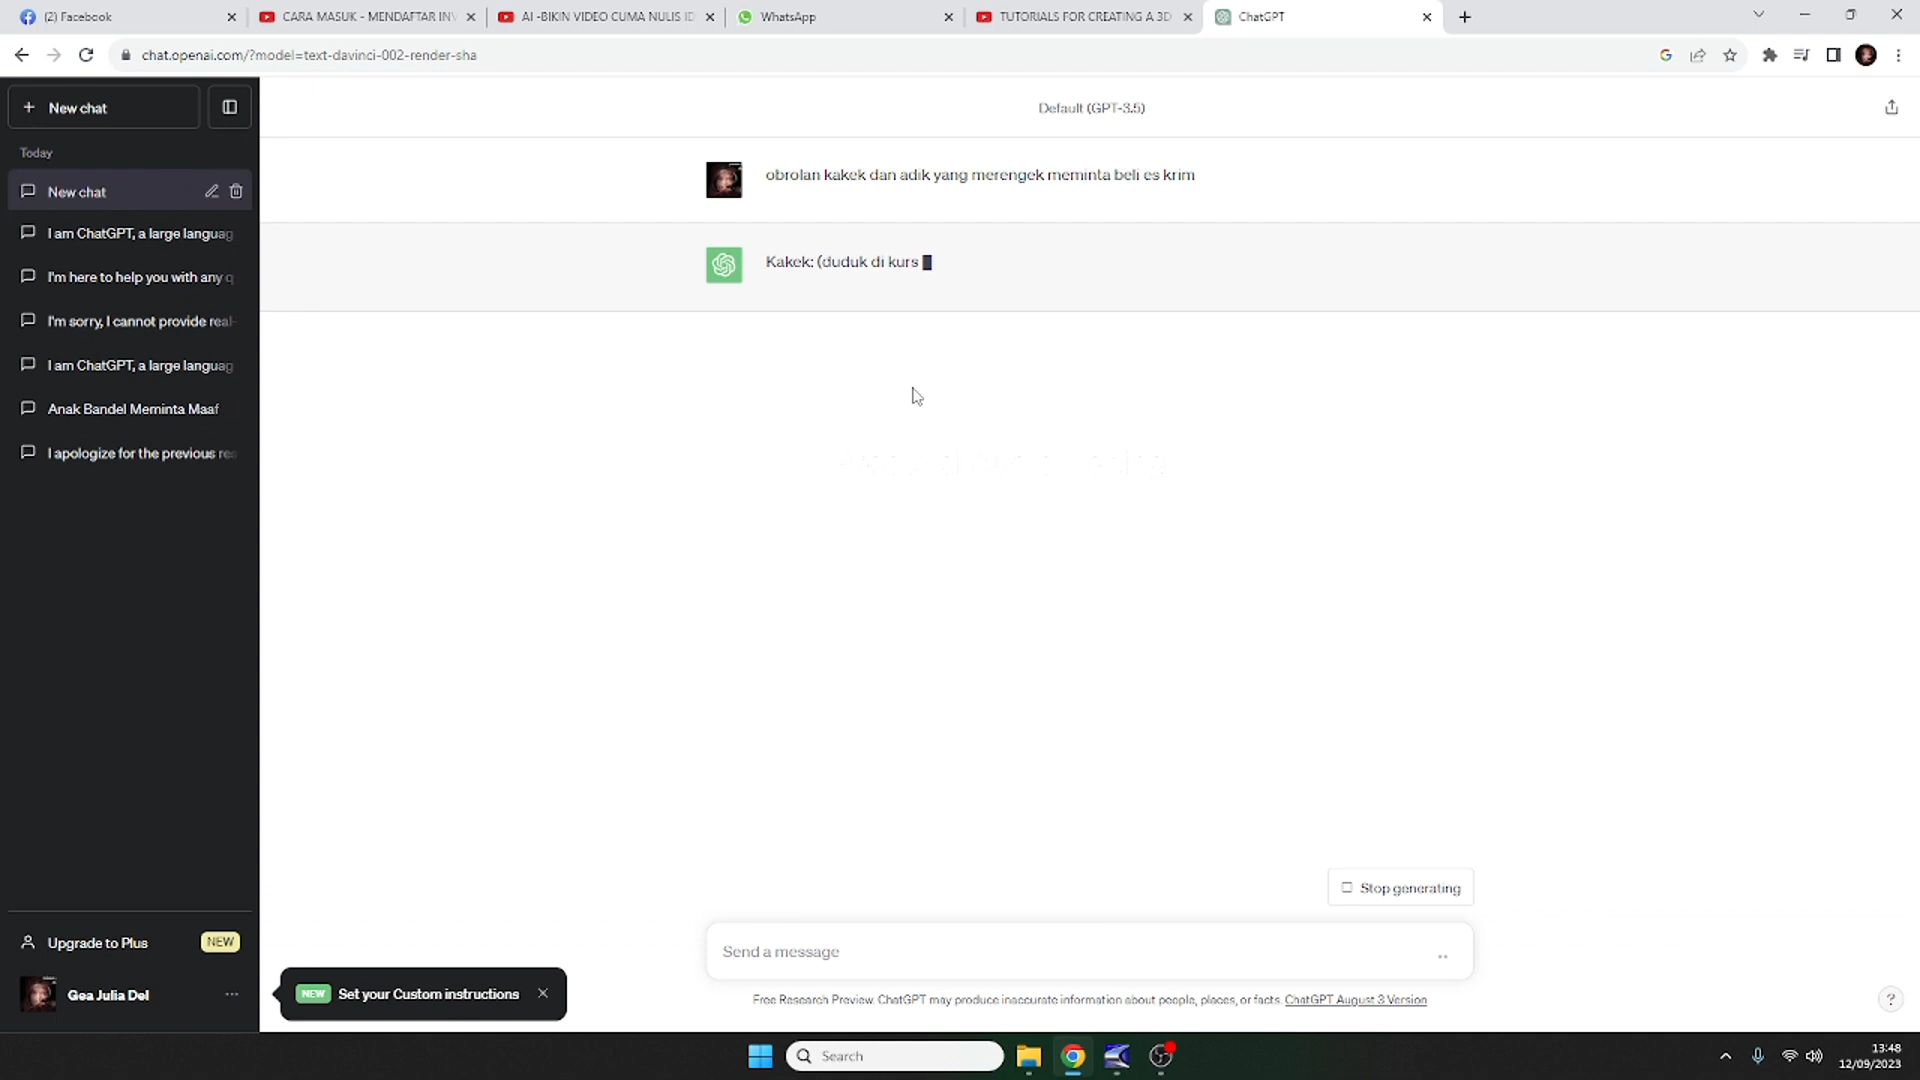 (2) Facebook
CARA MASUK - MENDAFTAR INV
AI -BIKIN VIDEO CUMA NULIS ID
WhatsApp
TUTORIALS FOR CREATING A 3D
ChatGPT
chat.openai.com/?model=text-davinci-002-render-sha
New chat
Default (GPT-3.5)
Today
New chat
I am ChatGPT, a large languag
I'm here to help you with any q
I'm sorry, I cannot provide real-
I am ChatGPT, a large languag
Anak Bandel Meminta Maaf
I apologize for the previous res
obrolan kakek dan adik yang merengek meminta beli es krim
Kakek: (duduk di kurs
Stop generating
Send a message
Upgrade to Plus
NEW
Gea Julia Del
NEW Set your Custom instructions
Free Research Preview. ChatGPT may produce inaccurate information about people, places, or facts. ChatGPT August 3 Version
?
Search
13:48
12/09/2023